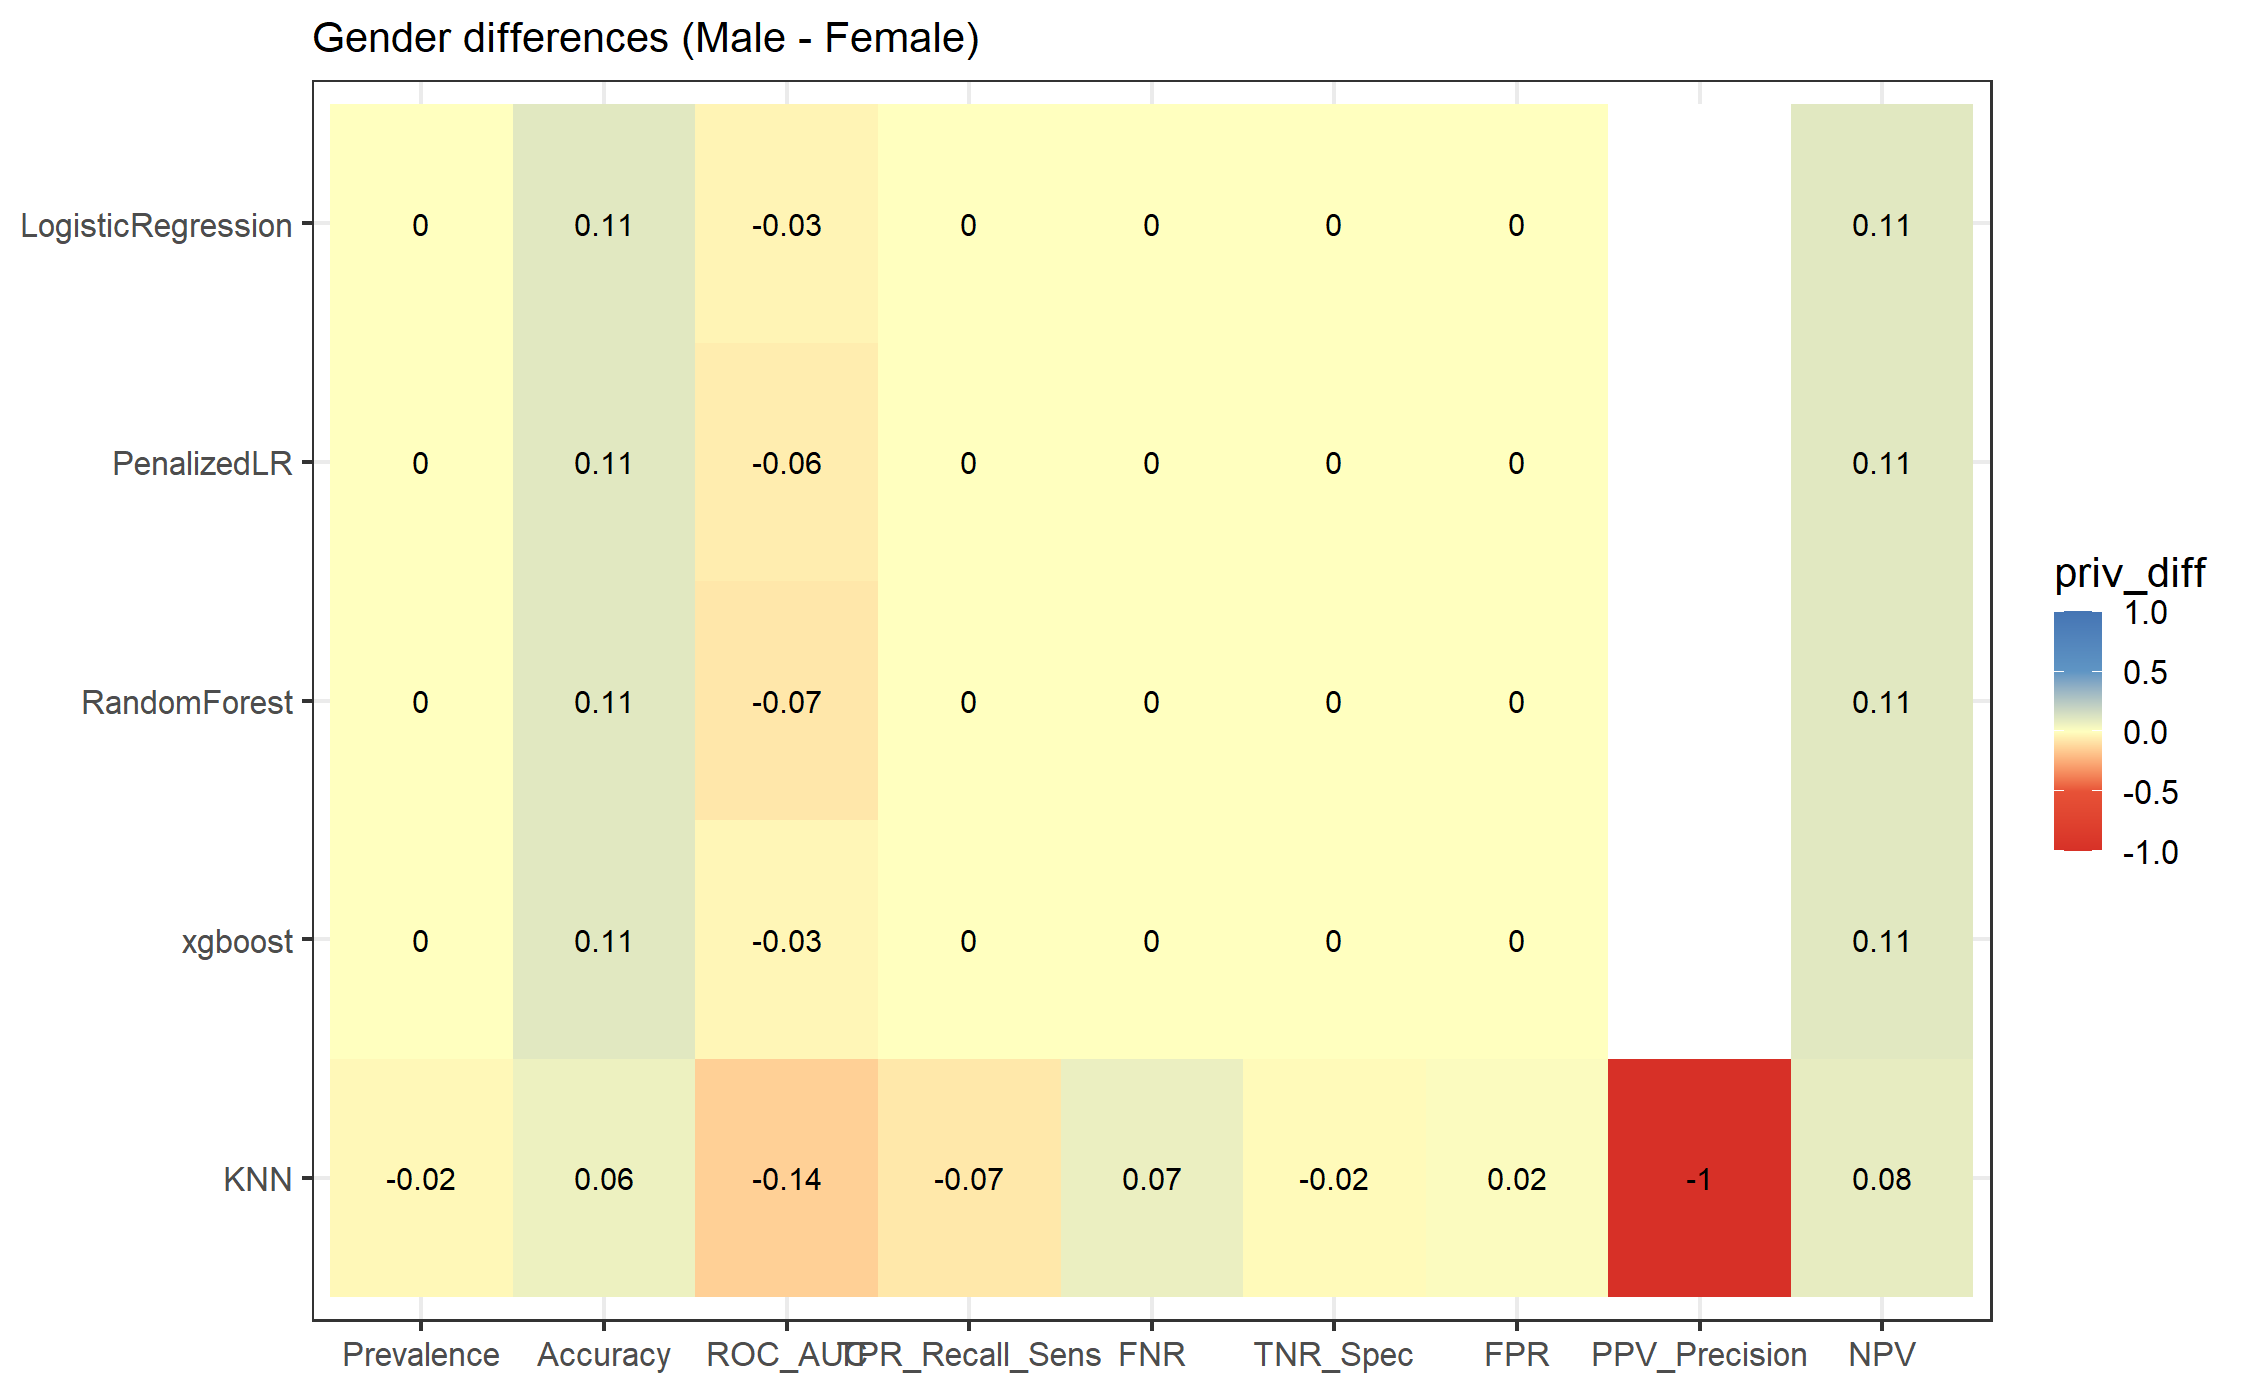 Gender differences (Male - Female)
LogisticRegression 0 0.11 -0.03 0 0 0 0 0.11
PenalizedLR 0 0.11 -0.06 0 0 0 0 0.11
RandomForest 0 0.11 -0.07 0 0 0 0 0.11
xgboost 0 0.11 -0.03 0 0 0 0 0.11
KNN -0.02 0.06 -0.14 -0.07 0.07 -0.02 0.02 -1 0.08
Prevalence Accuracy ROC_AUC TPR_Recall_Sens FNR TNR_Spec FPR PPV_Precision NPV
priv_diff
1.0
0.5
0.0
-0.5
-1.0